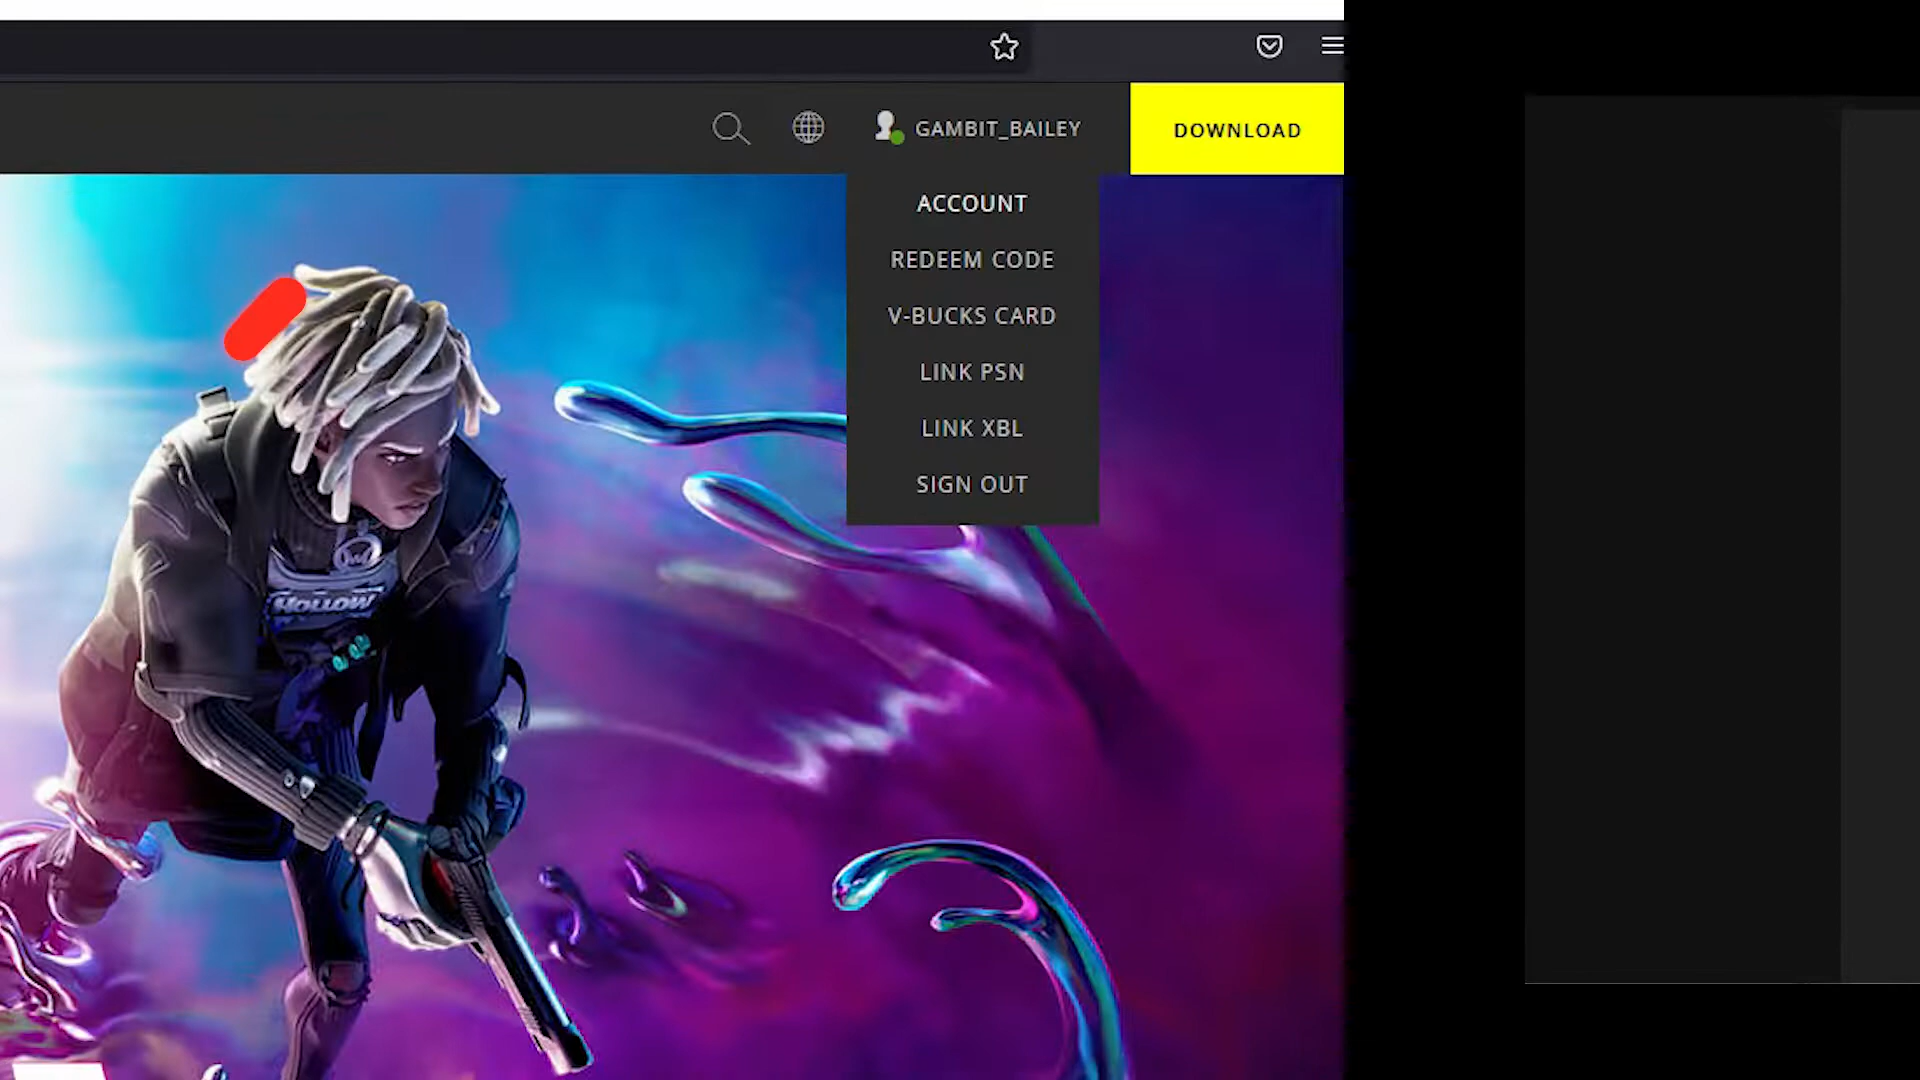 GAMBIT_BAILEY
DOWNLOAD
ACCOUNT
REDEEM CODE
V-BUCKS CARD
LINK PSN
LINK XBL
SIGN OUT
HOLLOW